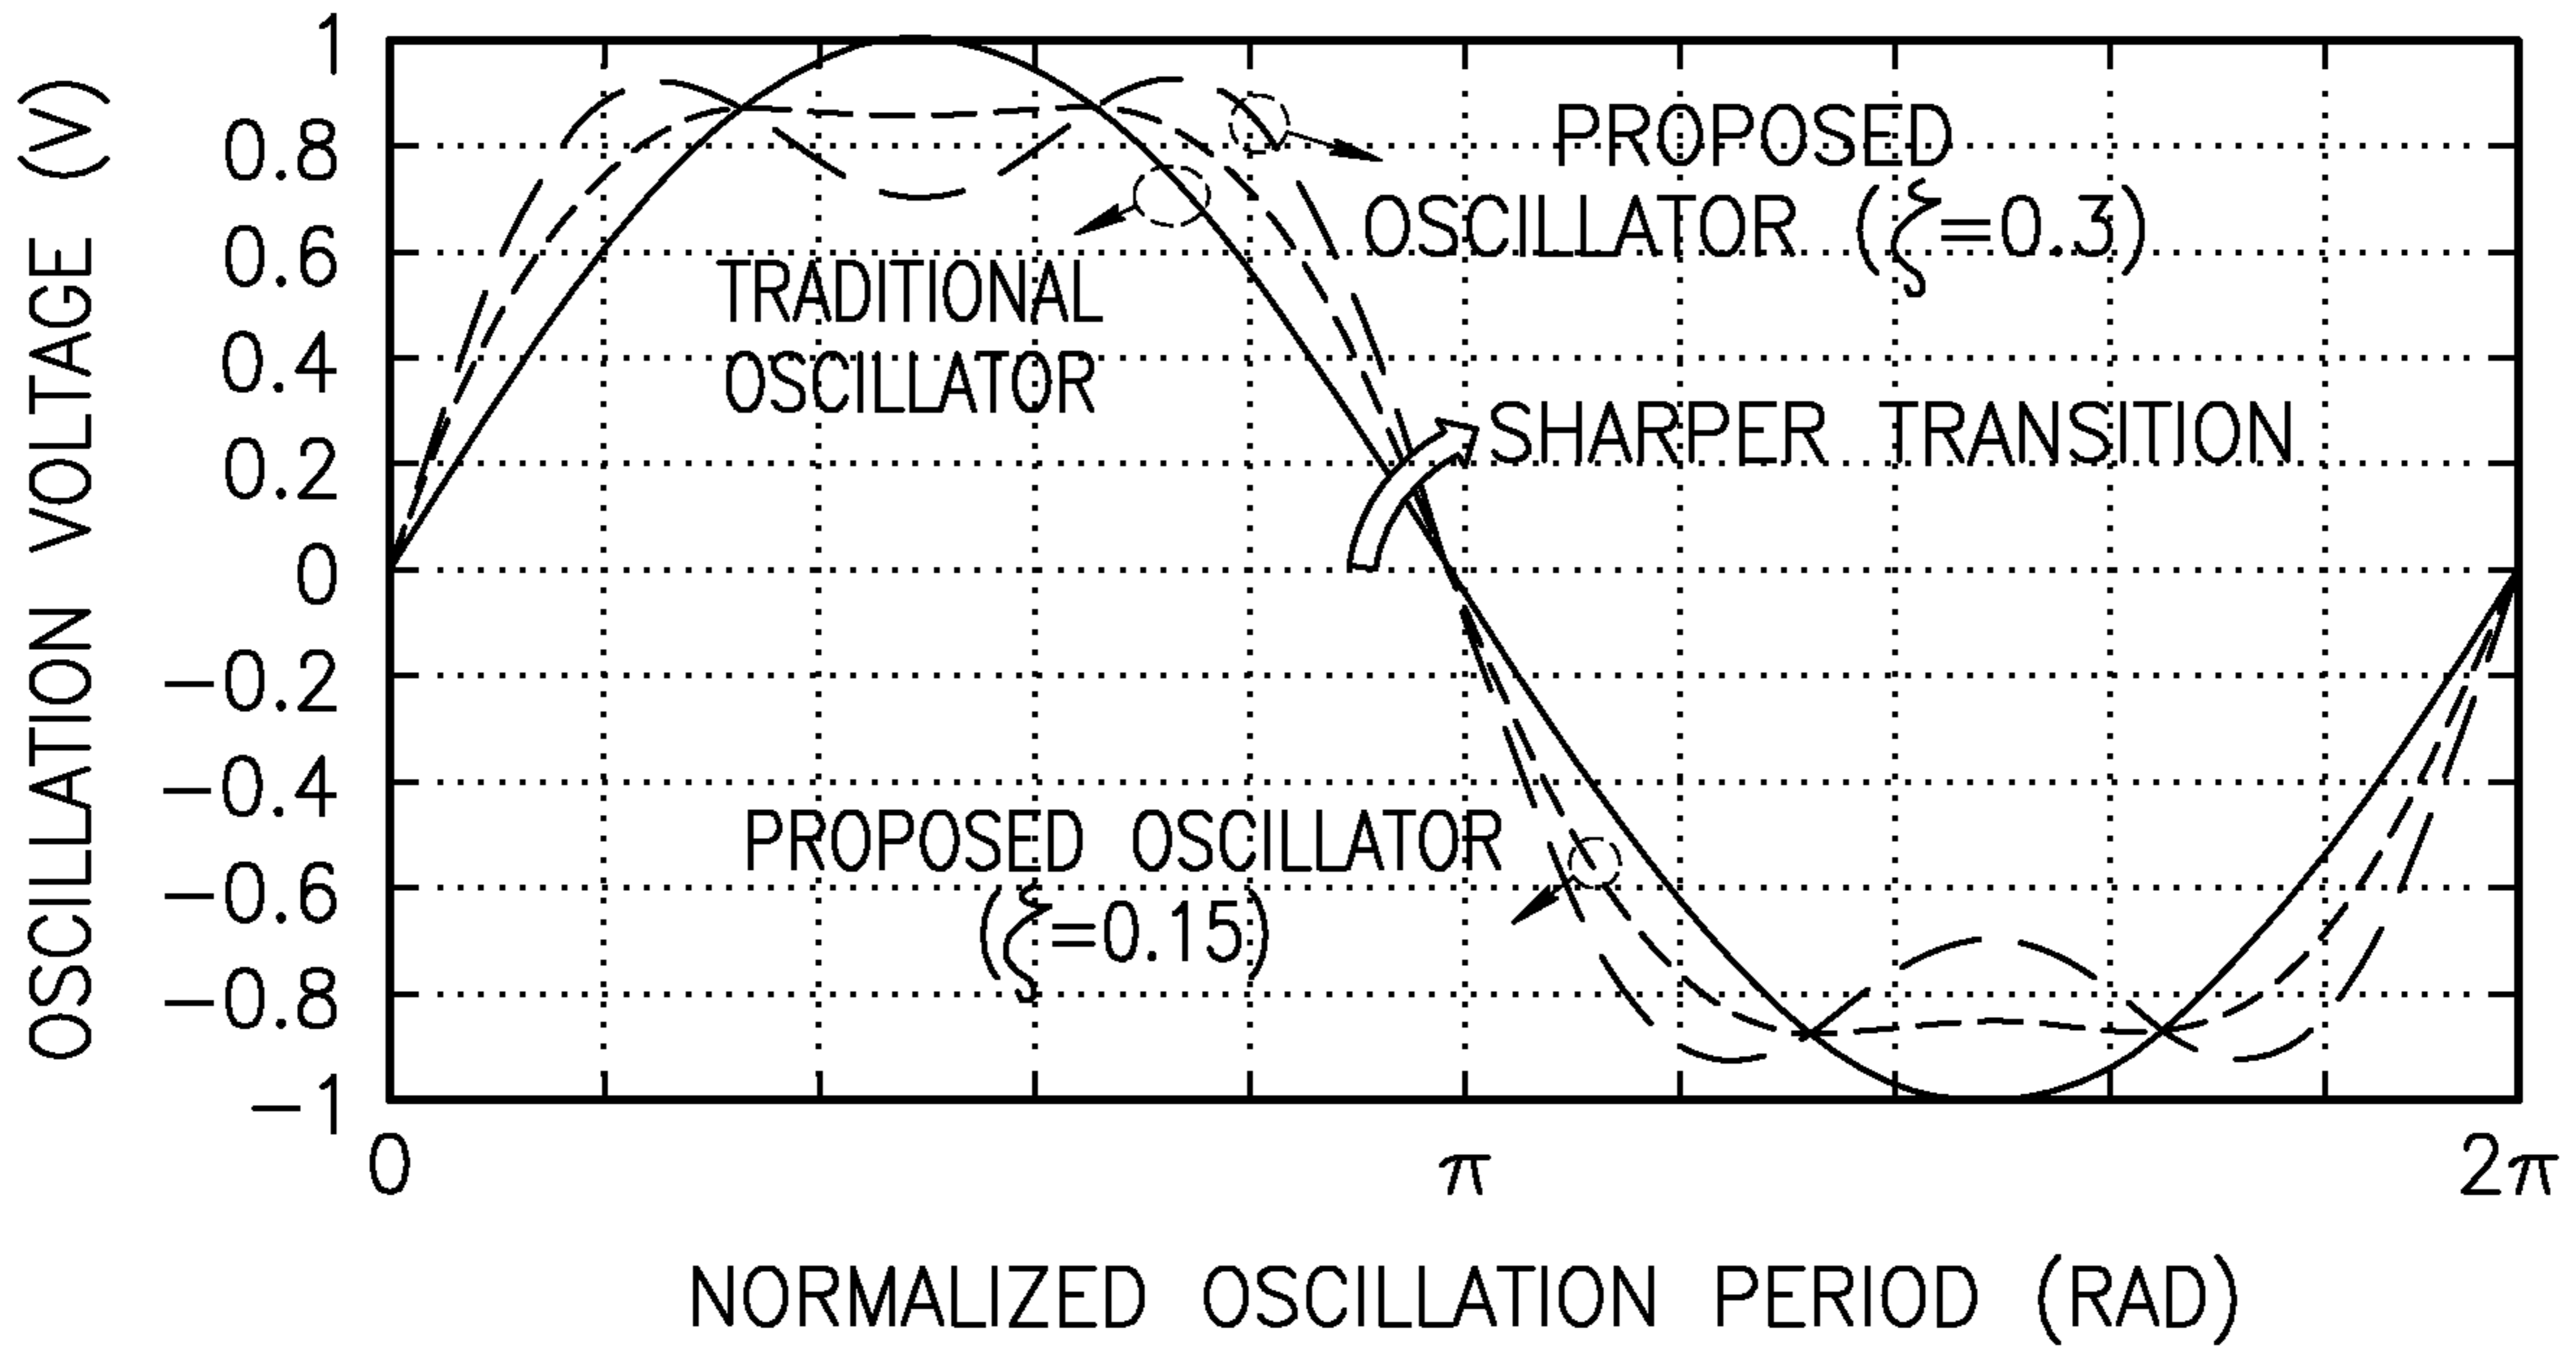 OSCILLATION VOLTAGE (V)
1
0.8
0.6
0.4
0.2
0
−0.2
−0.4
−0.6
−0.8
−1
PROPOSED
OSCILLATOR (ζ=0.3)
TRADITIONAL
OSCILLATOR
SHARPER TRANSITION
PROPOSED OSCILLATOR
(ζ=0.15)
0
π
2π
NORMALIZED OSCILLATION PERIOD (RAD)